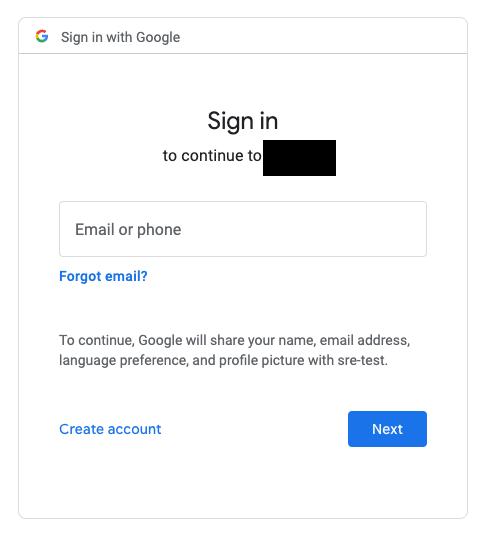 Sign in with Google
Sign in
to continue to
Email or phone
Forgot email?
To continue, Google will share your name, email address,
language preference, and profile picture with sre-test.
Create account
Next